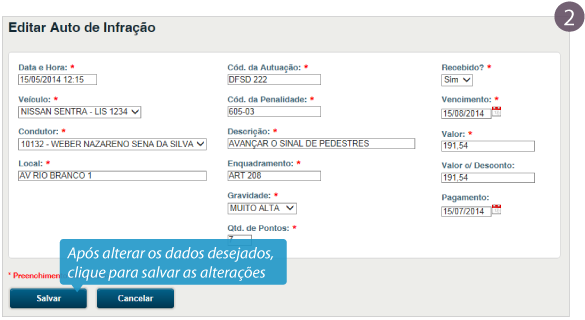 2
Editar Auto de Infração
Data e Hora: *
15/05/2014 12:15
Veículo: *
NISSAN SENTRA - LIS 1234
Condutor: *
10132 - WEBER NAZARENO SENA DA SILVA
Local: *
AV RIO BRANCO 1
Cód. da Autuação: *
DFSD 222
Cód. da Penalidade: *
605-03
Descrição: *
AVANÇAR O SINAL DE PEDESTRES
Enquadramento: *
ART 208
Gravidade: *
MUITO ALTA
Qtd. de Pontos: *
7
Recebido? *
Sim
Vencimento: *
15/08/2014
Valor: *
191,54
Valor c/ Desconto:
191,54
Pagamento:
15/07/2014
* Preenchimen
Após alterar os dados desejados,
clique para salvar as alterações
Salvar
Cancelar